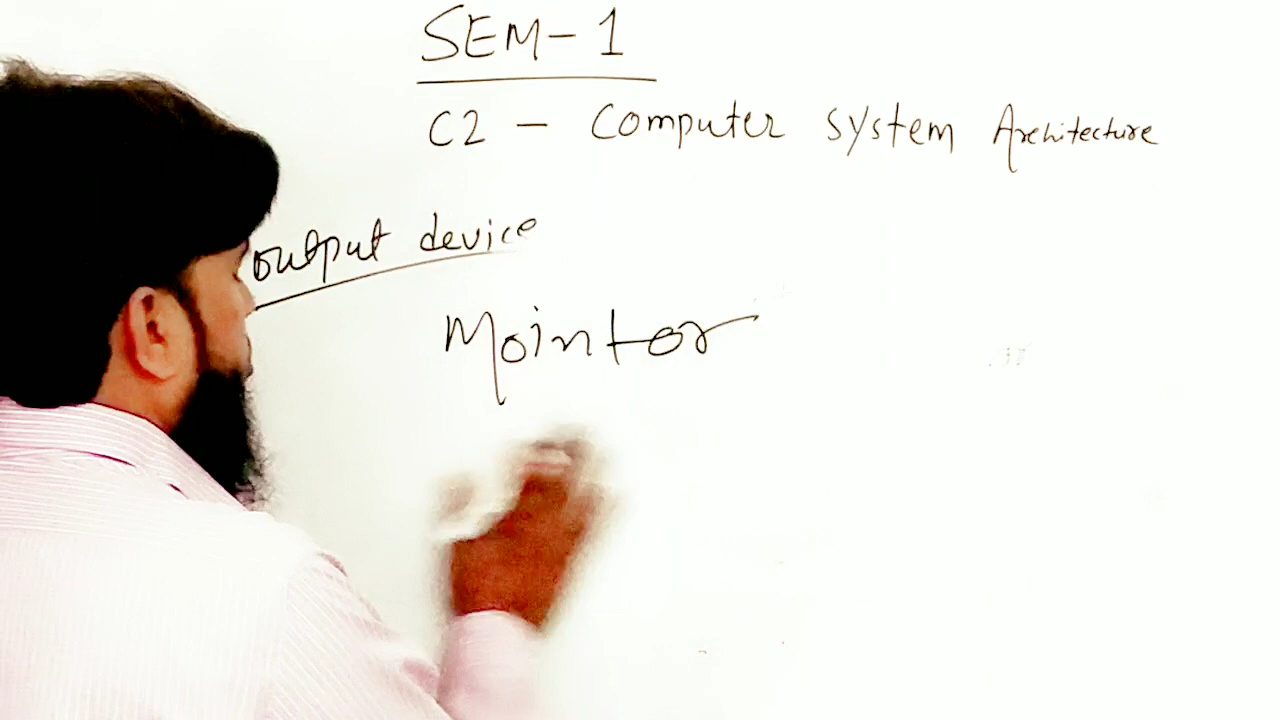 SEM- 1
C2 - Computer system Architecture
output device
Mointor